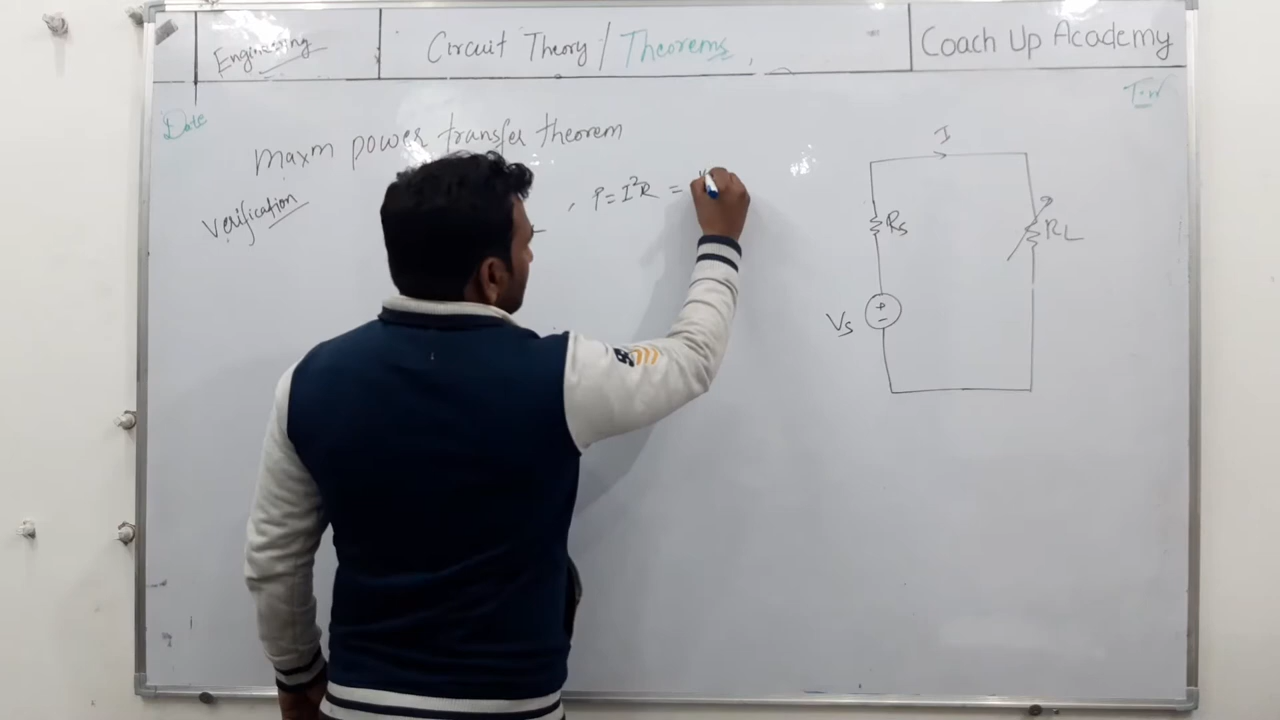 Engineering
Circuit Theory / Theorems
Coach Up Academy
Date
T.W
Maxm power transfer theorem
Verification
, P = I²R =
I
Rs
RL
Vs
+
-